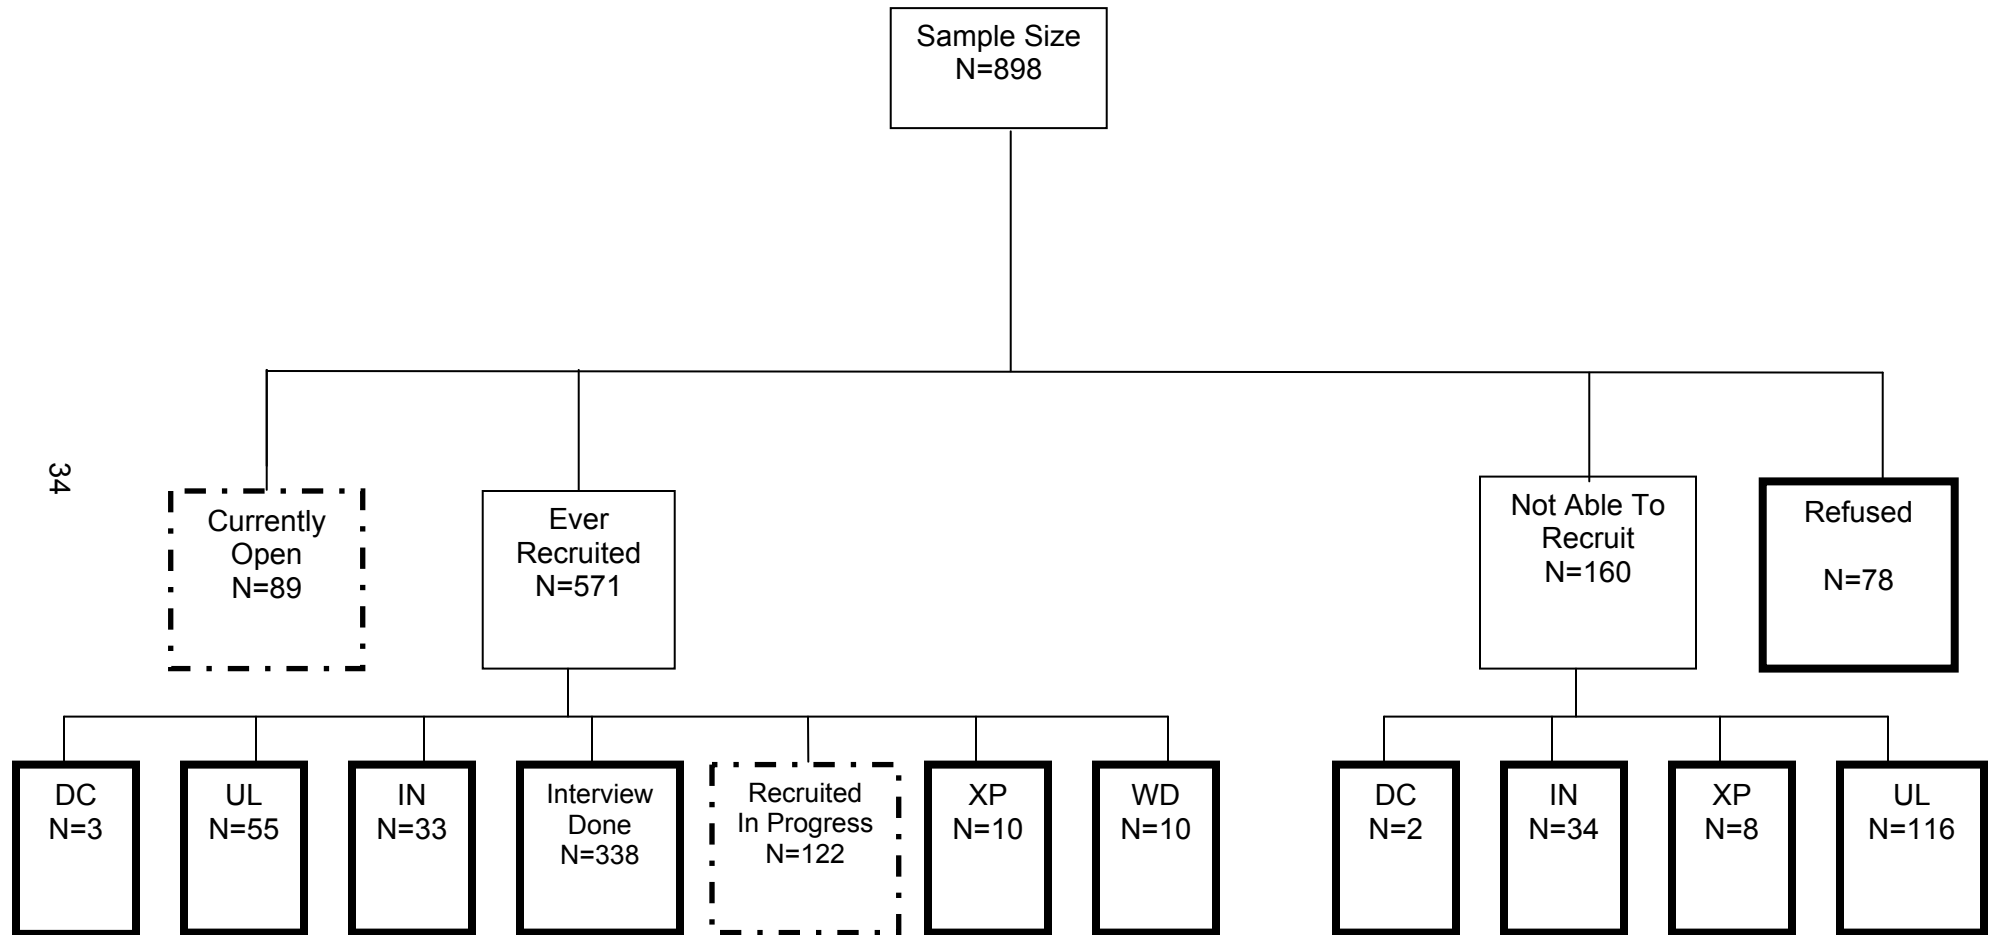 Sample Size
N=898
34
Currently
Open
N=89
Ever
Recruited
N=571
Not Able To
Recruit
N=160
Refused
N=78
DC
N=3
UL
N=55
IN
N=33
Interview
Done
N=338
Recruited
In Progress
N=122
XP
N=10
WD
N=10
DC
N=2
IN
N=34
XP
N=8
UL
N=116